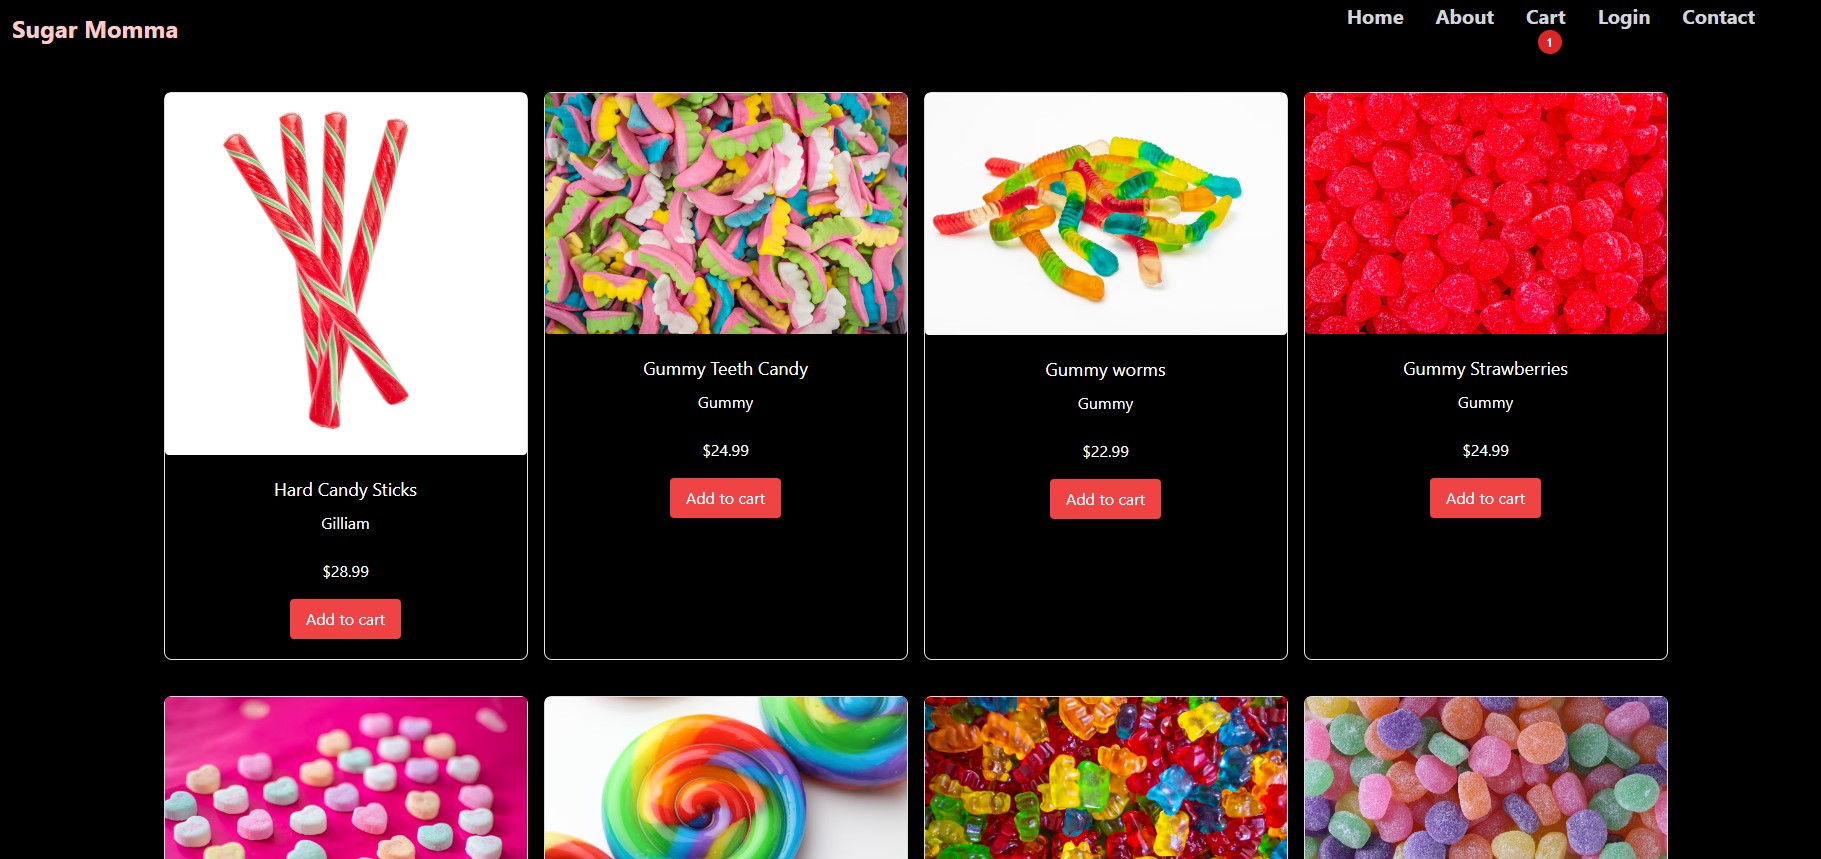 Sugar Momma
Home About Cart Login Contact
1
Hard Candy Sticks
Gilliam
$28.99
Add to cart
Gummy Teeth Candy
Gummy
$24.99
Add to cart
Gummy worms
Gummy
$22.99
Add to cart
Gummy Strawberries
Gummy
$24.99
Add to cart